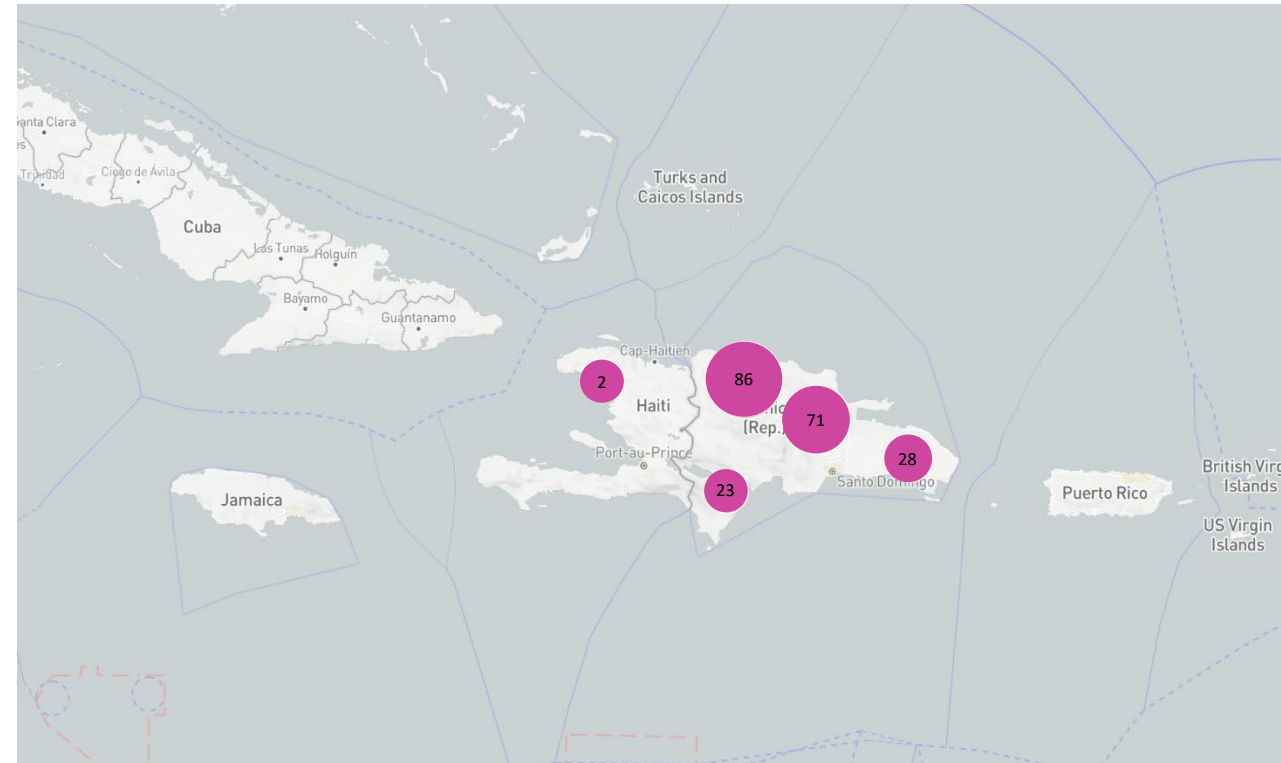 Santa Clara
es
Trinidad
Ciego de Ávila
Turks and
Caicos Islands
Cuba
Las Tunas
Holguín
Bayamo
Guantanamo
Cap-Haïtien
2
86
Haiti
71
(Rep.)
Port-au-Prince
28
23
Santo Domingo
Jamaica
Puerto Rico
British Virg
Islands
US Virgin
Islands